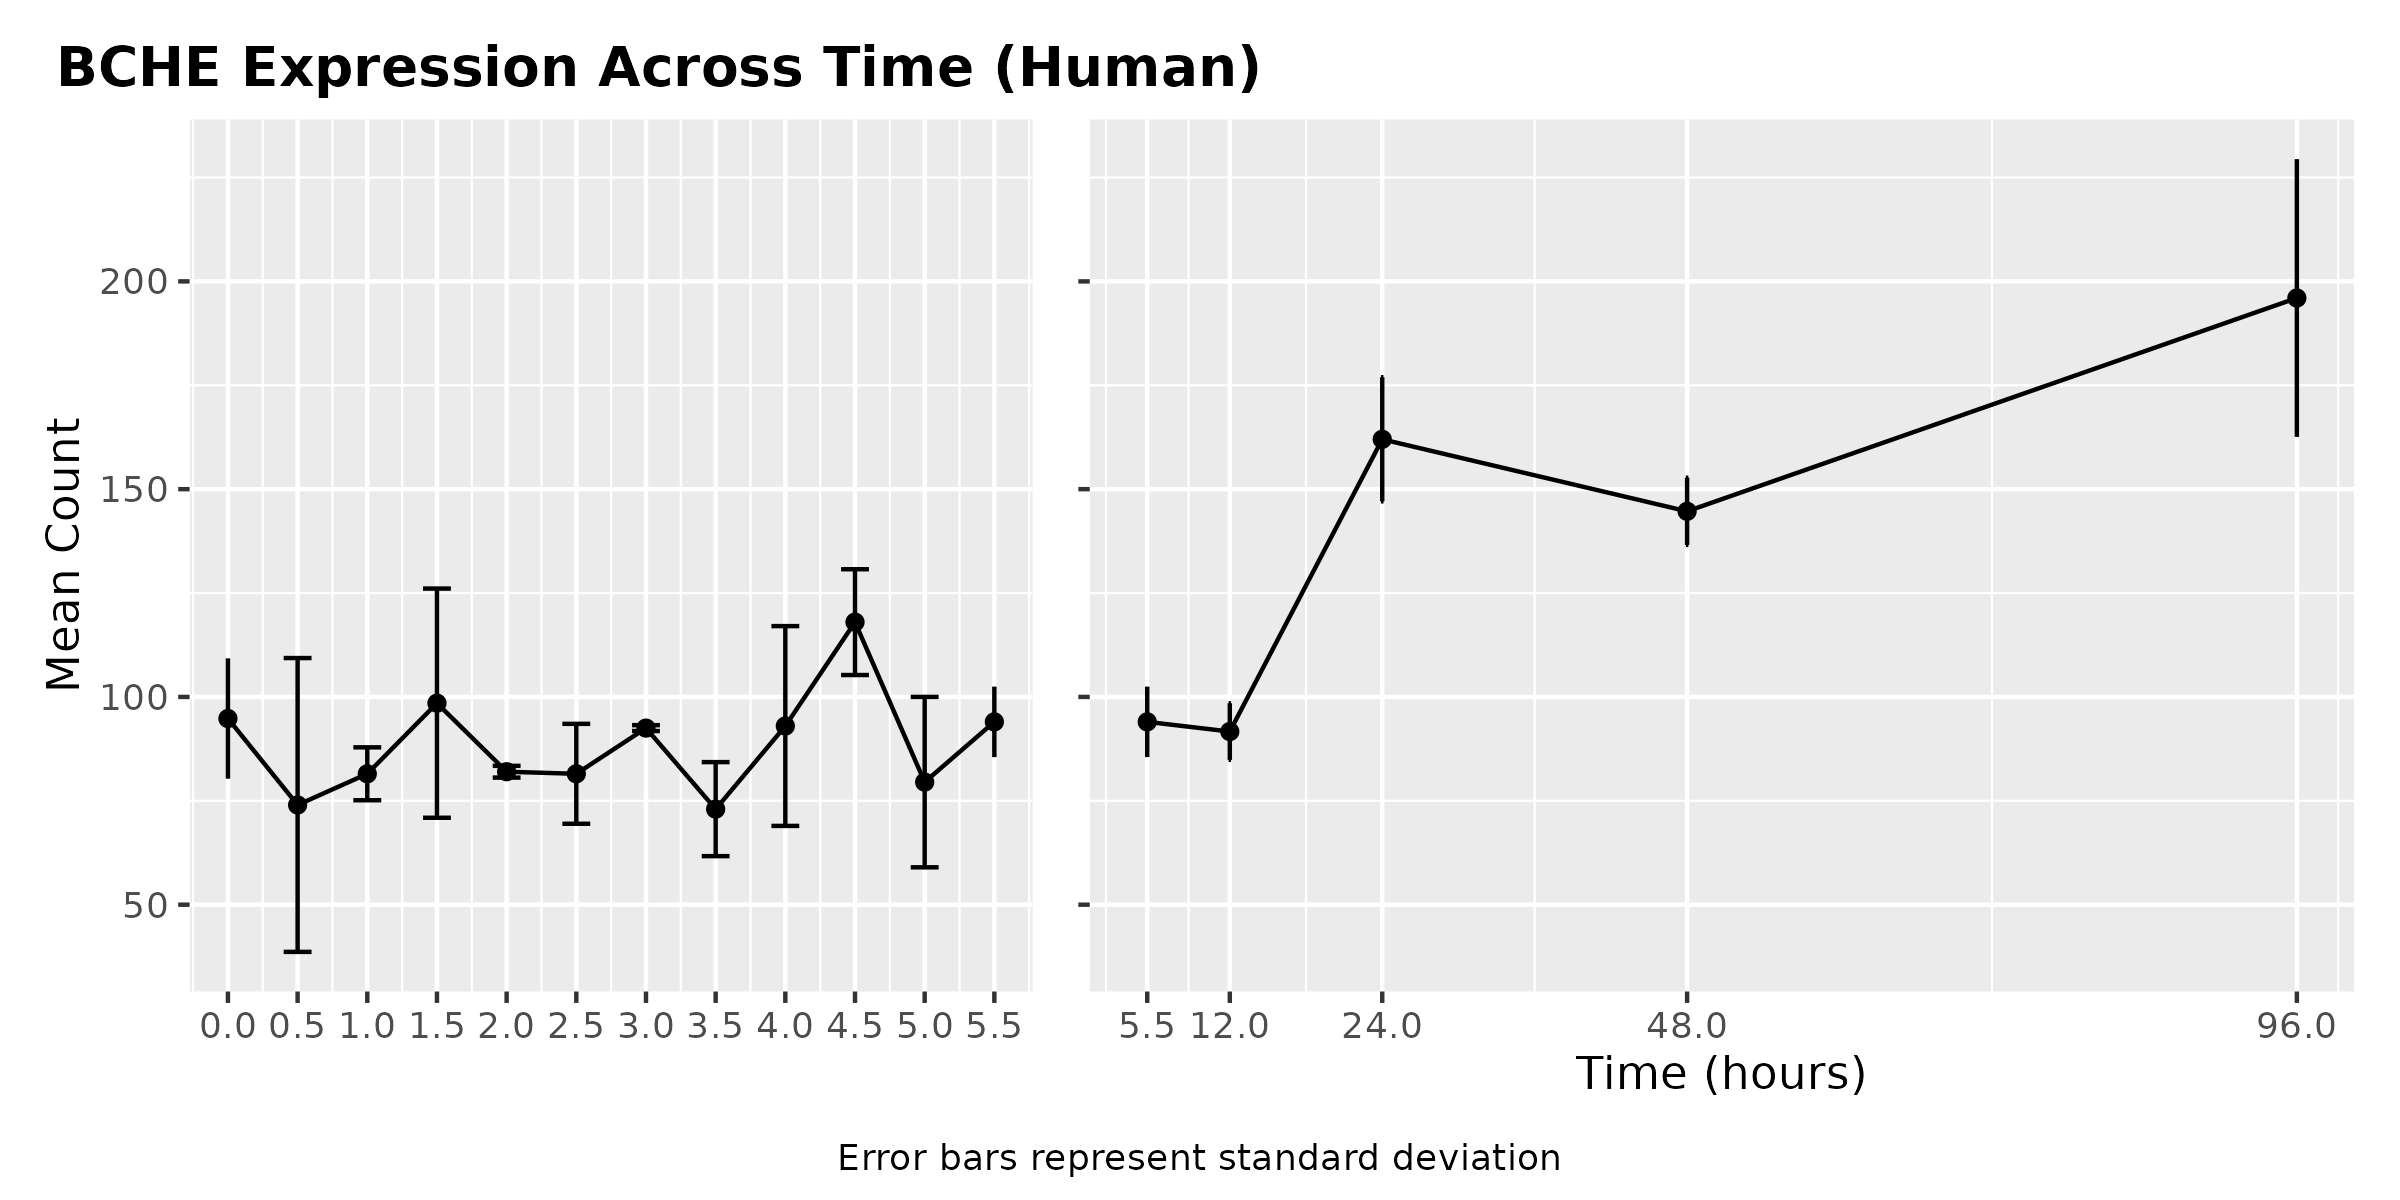 BCHE Expression Across Time (Human)
Mean Count
200
150
100
50
0.0 0.5 1.0 1.5 2.0 2.5 3.0 3.5 4.0 4.5 5.0 5.5
5.5 12.0 24.0 48.0 96.0
Time (hours)
Error bars represent standard deviation